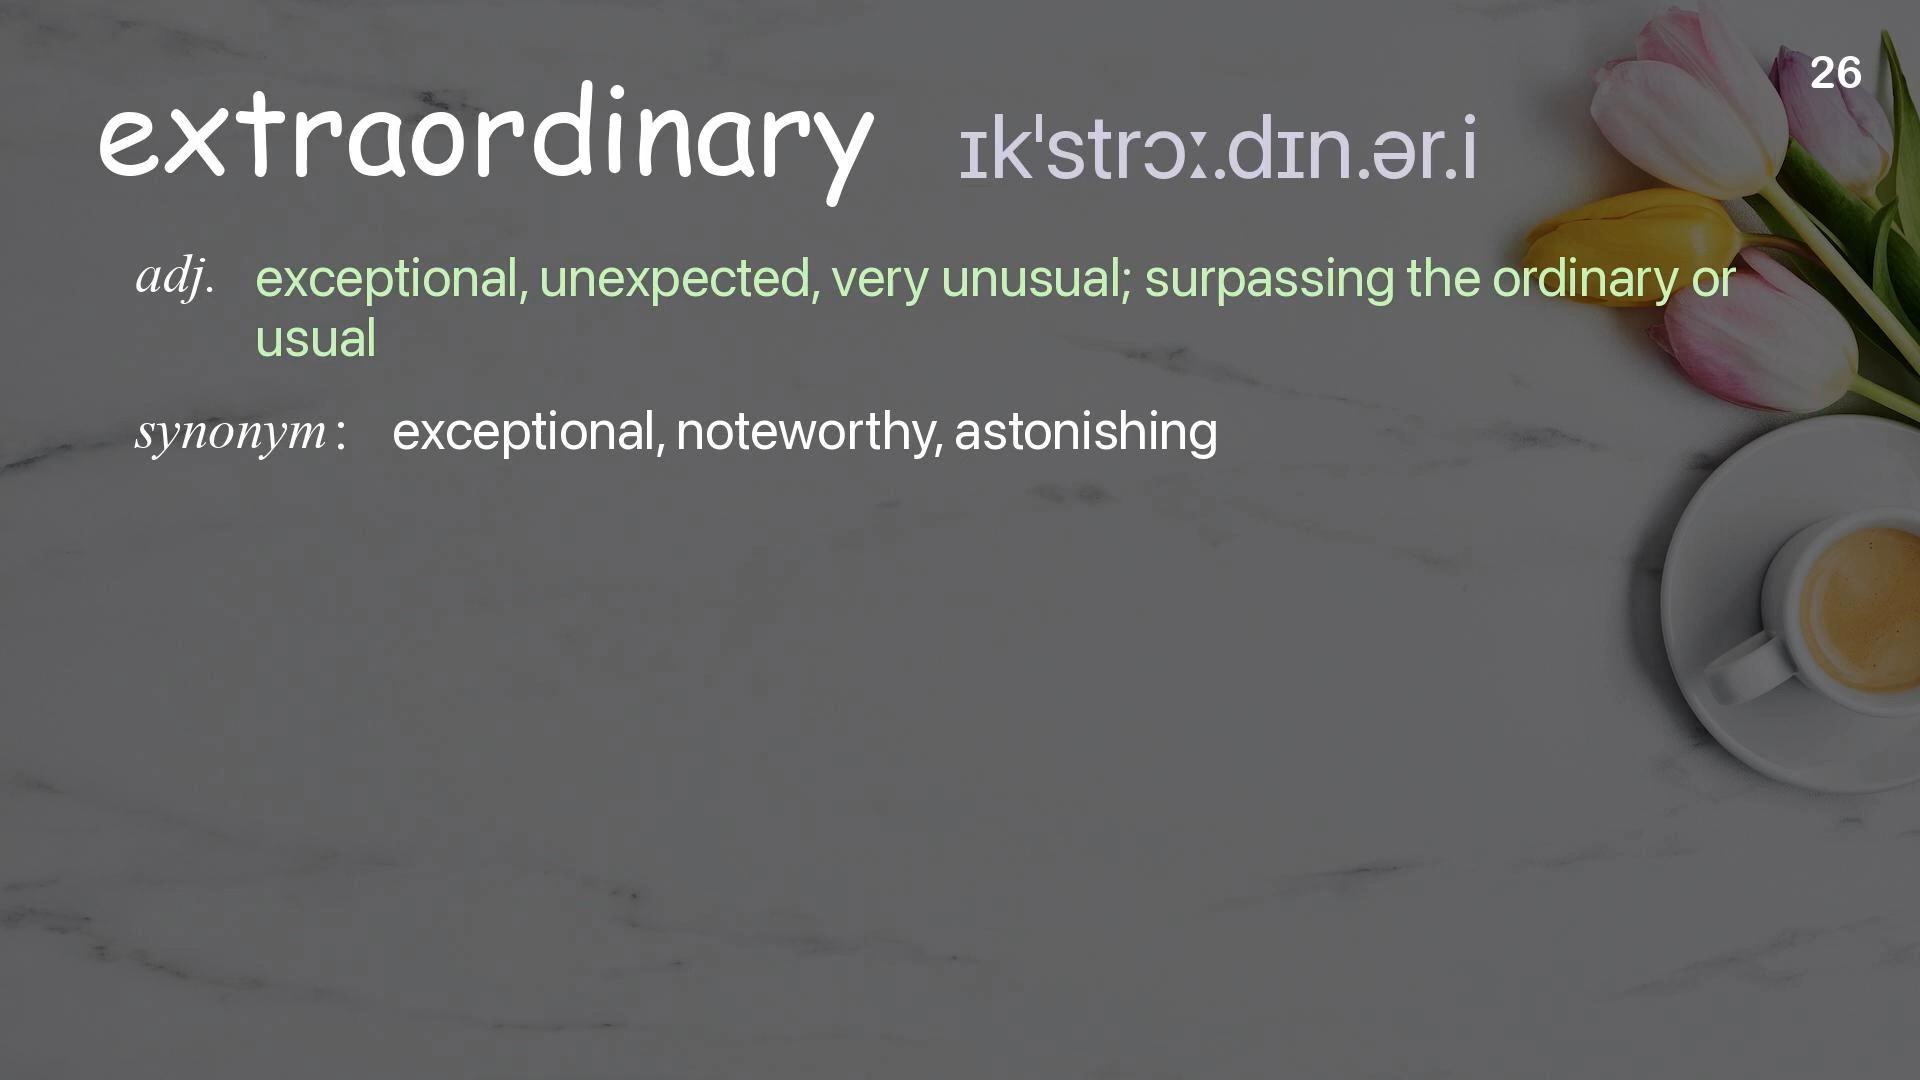 26
extraordinary ɪkˈstrɔː.dɪn.ər.i
adj. exceptional, unexpected, very unusual; surpassing the ordinary or
usual
synonym: exceptional, noteworthy, astonishing